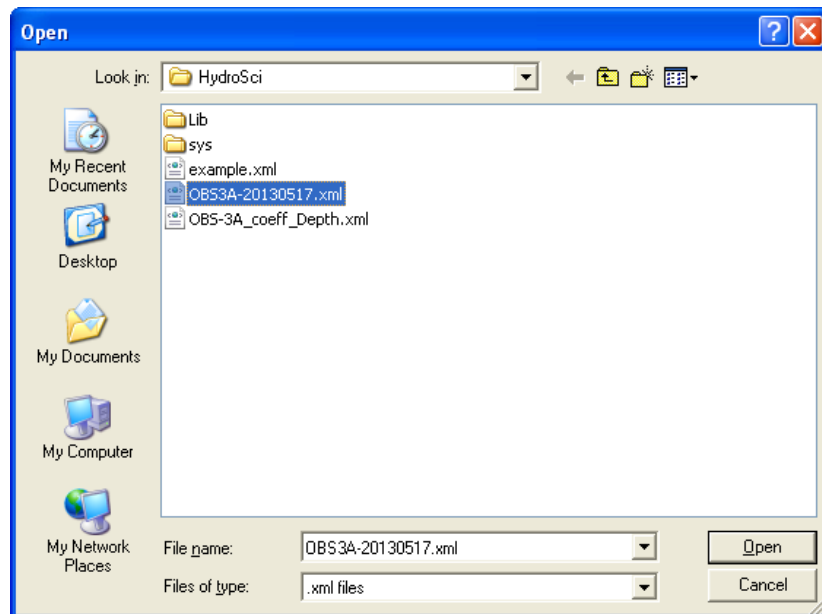 Open
Look in: HydroSci
Lib
sys
example.xml
OBS3A-20130517.xml
OBS-3A_coeff_Depth.xml
My Recent
Documents
Desktop
My Documents
My Computer
My Network
Places
File name: OBS3A-20130517.xml Open
Files of type: .xml files Cancel